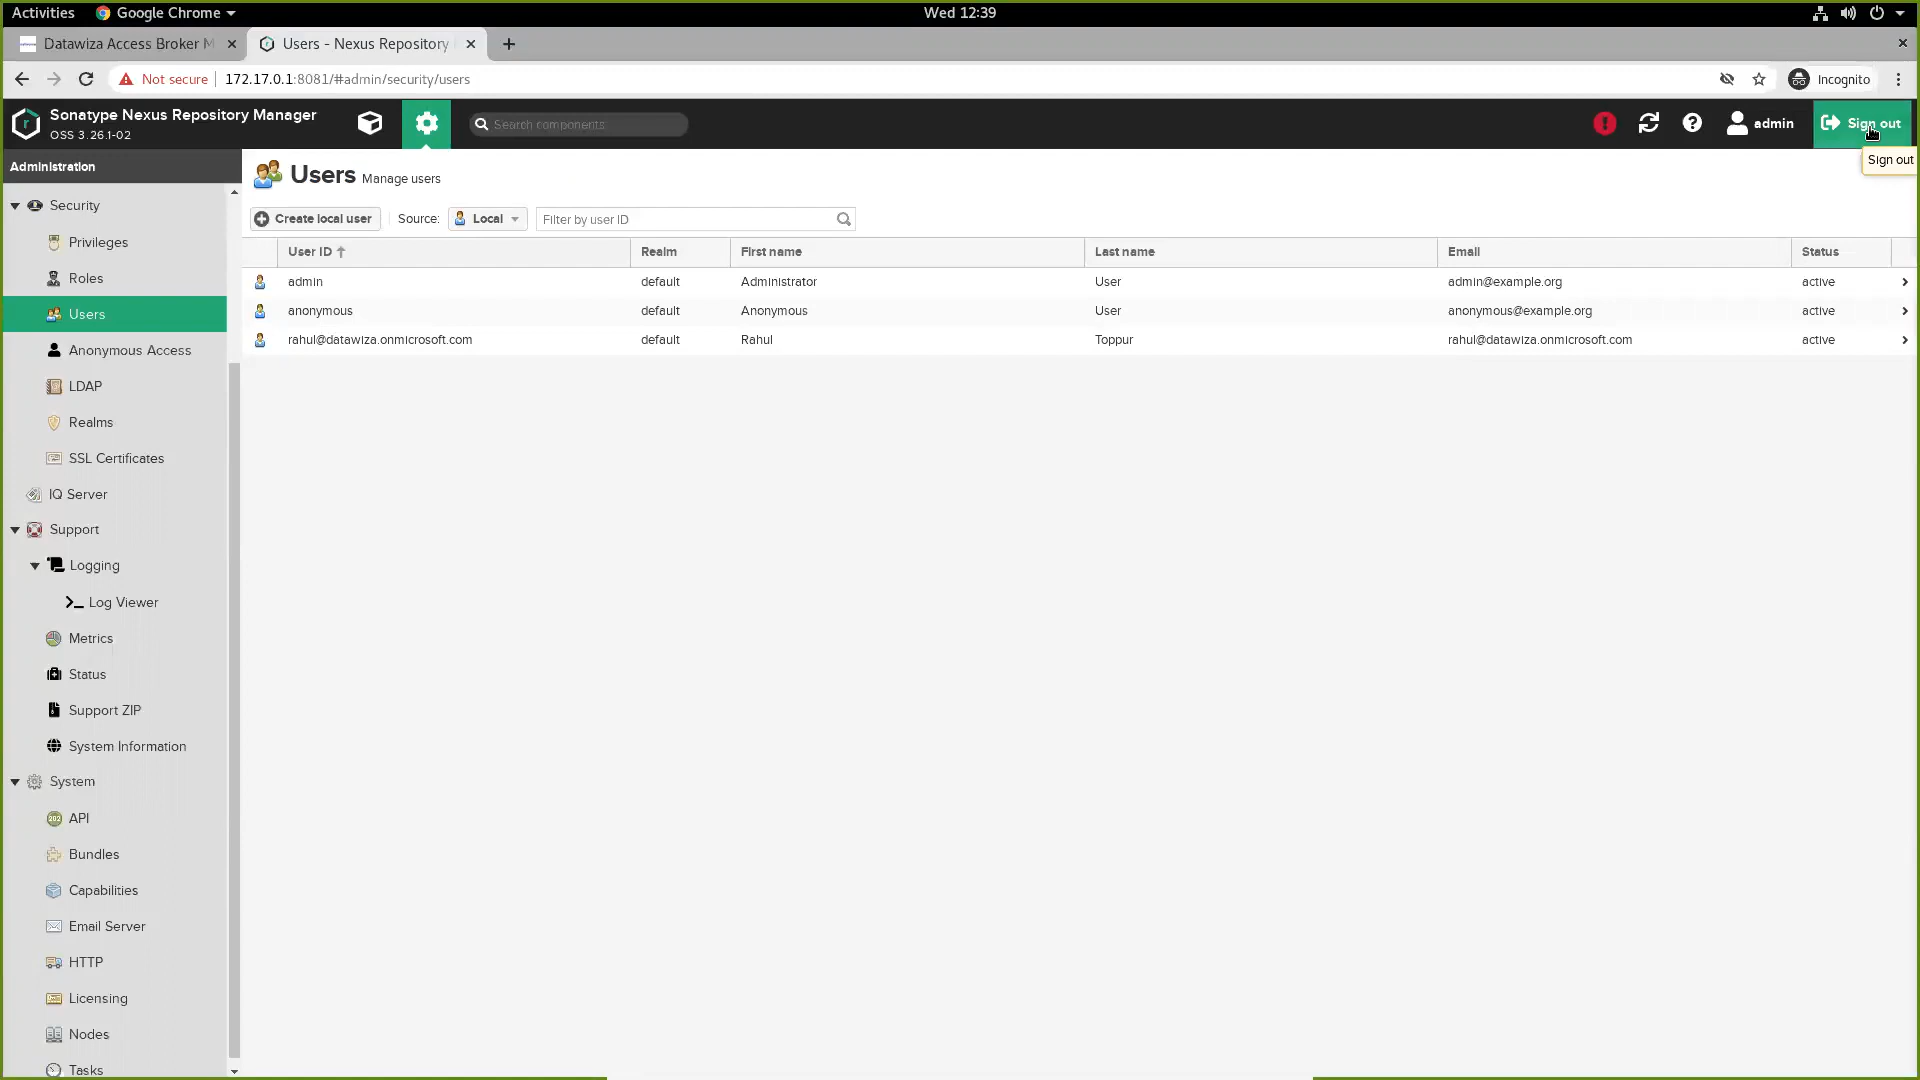 Activities Google Chrome Wed 12:39
Datawiza Access Broker M Users - Nexus Repository
Not secure 172.17.0.1:8081/#admin/security/users Incognito
Sonatype Nexus Repository Manager
OSS 3.26.1-02
Search components admin Sign out
Sign out
Administration
Security
Privileges
Roles
Users
Anonymous Access
LDAP
Realms
SSL Certificates
IQ Server
Support
Logging
Log Viewer
Metrics
Status
Support ZIP
System Information
System
API
Bundles
Capabilities
Email Server
HTTP
Licensing
Nodes
Tasks
Users Manage users
Create local user Source: Local Filter by user ID
User ID Realm First name Last name Email Status
admin default Administrator User admin@example.org active
anonymous default Anonymous User anonymous@example.org active
rahul@datawiza.onmicrosoft.com default Rahul Toppur rahul@datawiza.onmicrosoft.com active